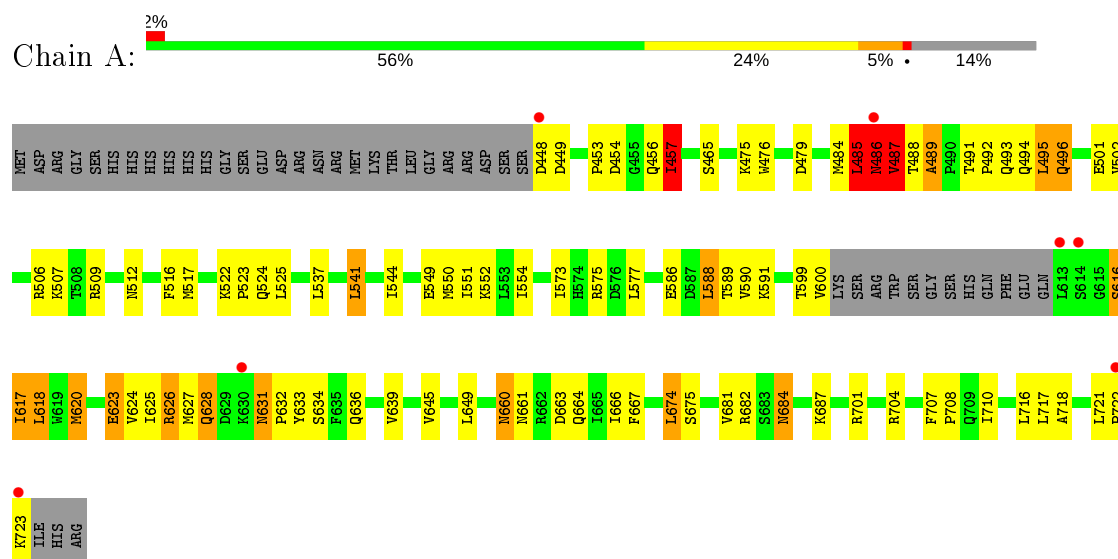 2%
Chain A:
56% 24% 5% • 14%
MET ASP ARG GLY SER HIS HIS HIS HIS HIS HIS GLY SER GLU ASP ARG ASN ARG MET LYS THR LEU GLY ARG ARG ASP SER SER D448 D449 P453 D454 G455 Q456 I457 S465 K475 W476 D479 M484 L485 N486 V487 T488 A489 P490 T491 P492 Q493 Q494 L495 Q496 E501 V502
R506 K507 T508 R509 N512 F516 M517 K522 P523 Q524 L525 L537 L541 I544 E549 M550 I551 K552 L553 I554 I573 H574 R575 D576 L577 E586 D587 L588 T589 V590 K591 T599 V600 LYS SER ARG TRP SER GLY SER HIS GLN PHE GLU GLN L613 S614 G615 S616
I617 L618 W619 M620 E623 V624 I625 R626 M627 Q628 D629 K630 N631 P632 Y633 S634 F635 Q636 V639 V645 L649 N660 N661 R662 D663 Q664 I665 I666 F667 L674 S675 V681 R682 S683 N684 K687 R701 R704 F707 P708 Q709 I710 L716 L717 A718 L721 P722
K723 ILE HIS ARG